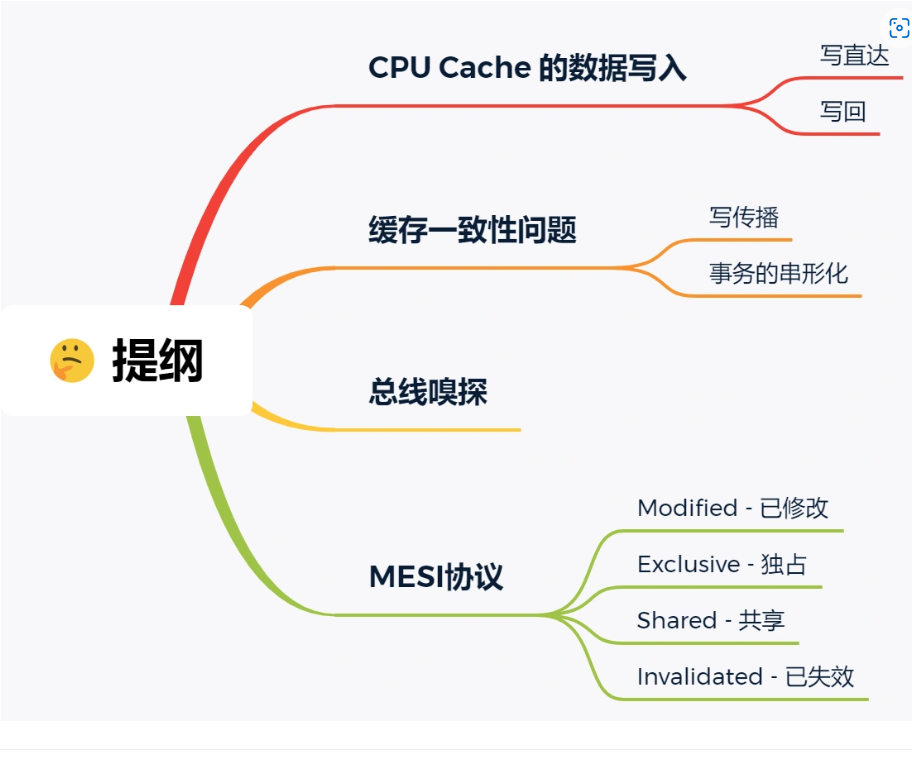 CPU Cache 的数据写入
写直达
写回
缓存一致性问题
写传播
事务的串形化
提纲
总线嗅探
MESI协议
Modified - 已修改
Exclusive - 独占
Shared - 共享
Invalidated - 已失效